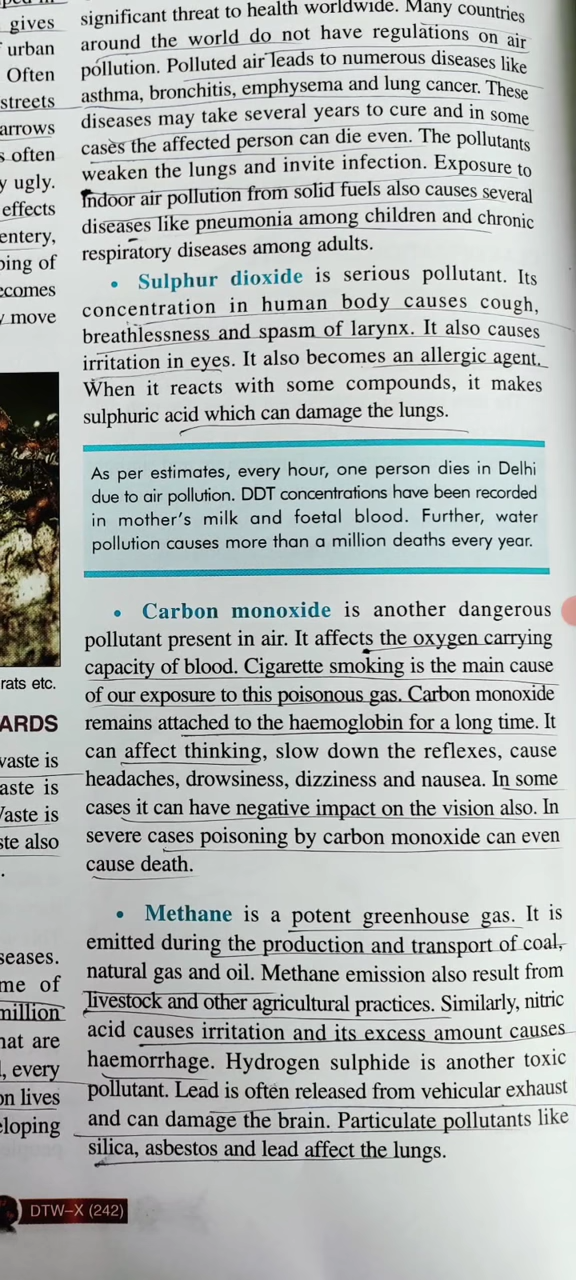 gives
urban
Often
streets
arrows
s often
y ugly.
effects
entery,
ping of
ecomes
y move
rats etc.
ARDS
vaste is
aste is
Waste is
ste also
.
seases.
me of
million
hat are
l, every
on lives
eloping
significant threat to health worldwide. Many countries
around the world do not have regulations on air
pollution. Polluted air leads to numerous diseases like
asthma, bronchitis, emphysema and lung cancer. These
diseases may take several years to cure and in some
cases the affected person can die even. The pollutants
weaken the lungs and invite infection. Exposure to
indoor air pollution from solid fuels also causes several
diseases like pneumonia among children and chronic
respiratory diseases among adults.
• Sulphur dioxide is serious pollutant. Its
concentration in human body causes cough,
breathlessness and spasm of larynx. It also causes
irritation in eyes. It also becomes an allergic agent.
When it reacts with some compounds, it makes
sulphuric acid which can damage the lungs.
As per estimates, every hour, one person dies in Delhi
due to air pollution. DDT concentrations have been recorded
in mother's milk and foetal blood. Further, water
pollution causes more than a million deaths every year.
• Carbon monoxide is another dangerous
pollutant present in air. It affects the oxygen carrying
capacity of blood. Cigarette smoking is the main cause
of our exposure to this poisonous gas. Carbon monoxide
remains attached to the haemoglobin for a long time. It
can affect thinking, slow down the reflexes, cause
headaches, drowsiness, dizziness and nausea. In some
cases it can have negative impact on the vision also. In
severe cases poisoning by carbon monoxide can even
cause death.
• Methane is a potent greenhouse gas. It is
emitted during the production and transport of coal,
natural gas and oil. Methane emission also result from
livestock and other agricultural practices. Similarly, nitric
acid causes irritation and its excess amount causes
haemorrhage. Hydrogen sulphide is another toxic
pollutant. Lead is often released from vehicular exhaust
and can damage the brain. Particulate pollutants like
silica, asbestos and lead affect the lungs.
DTW–X (242)